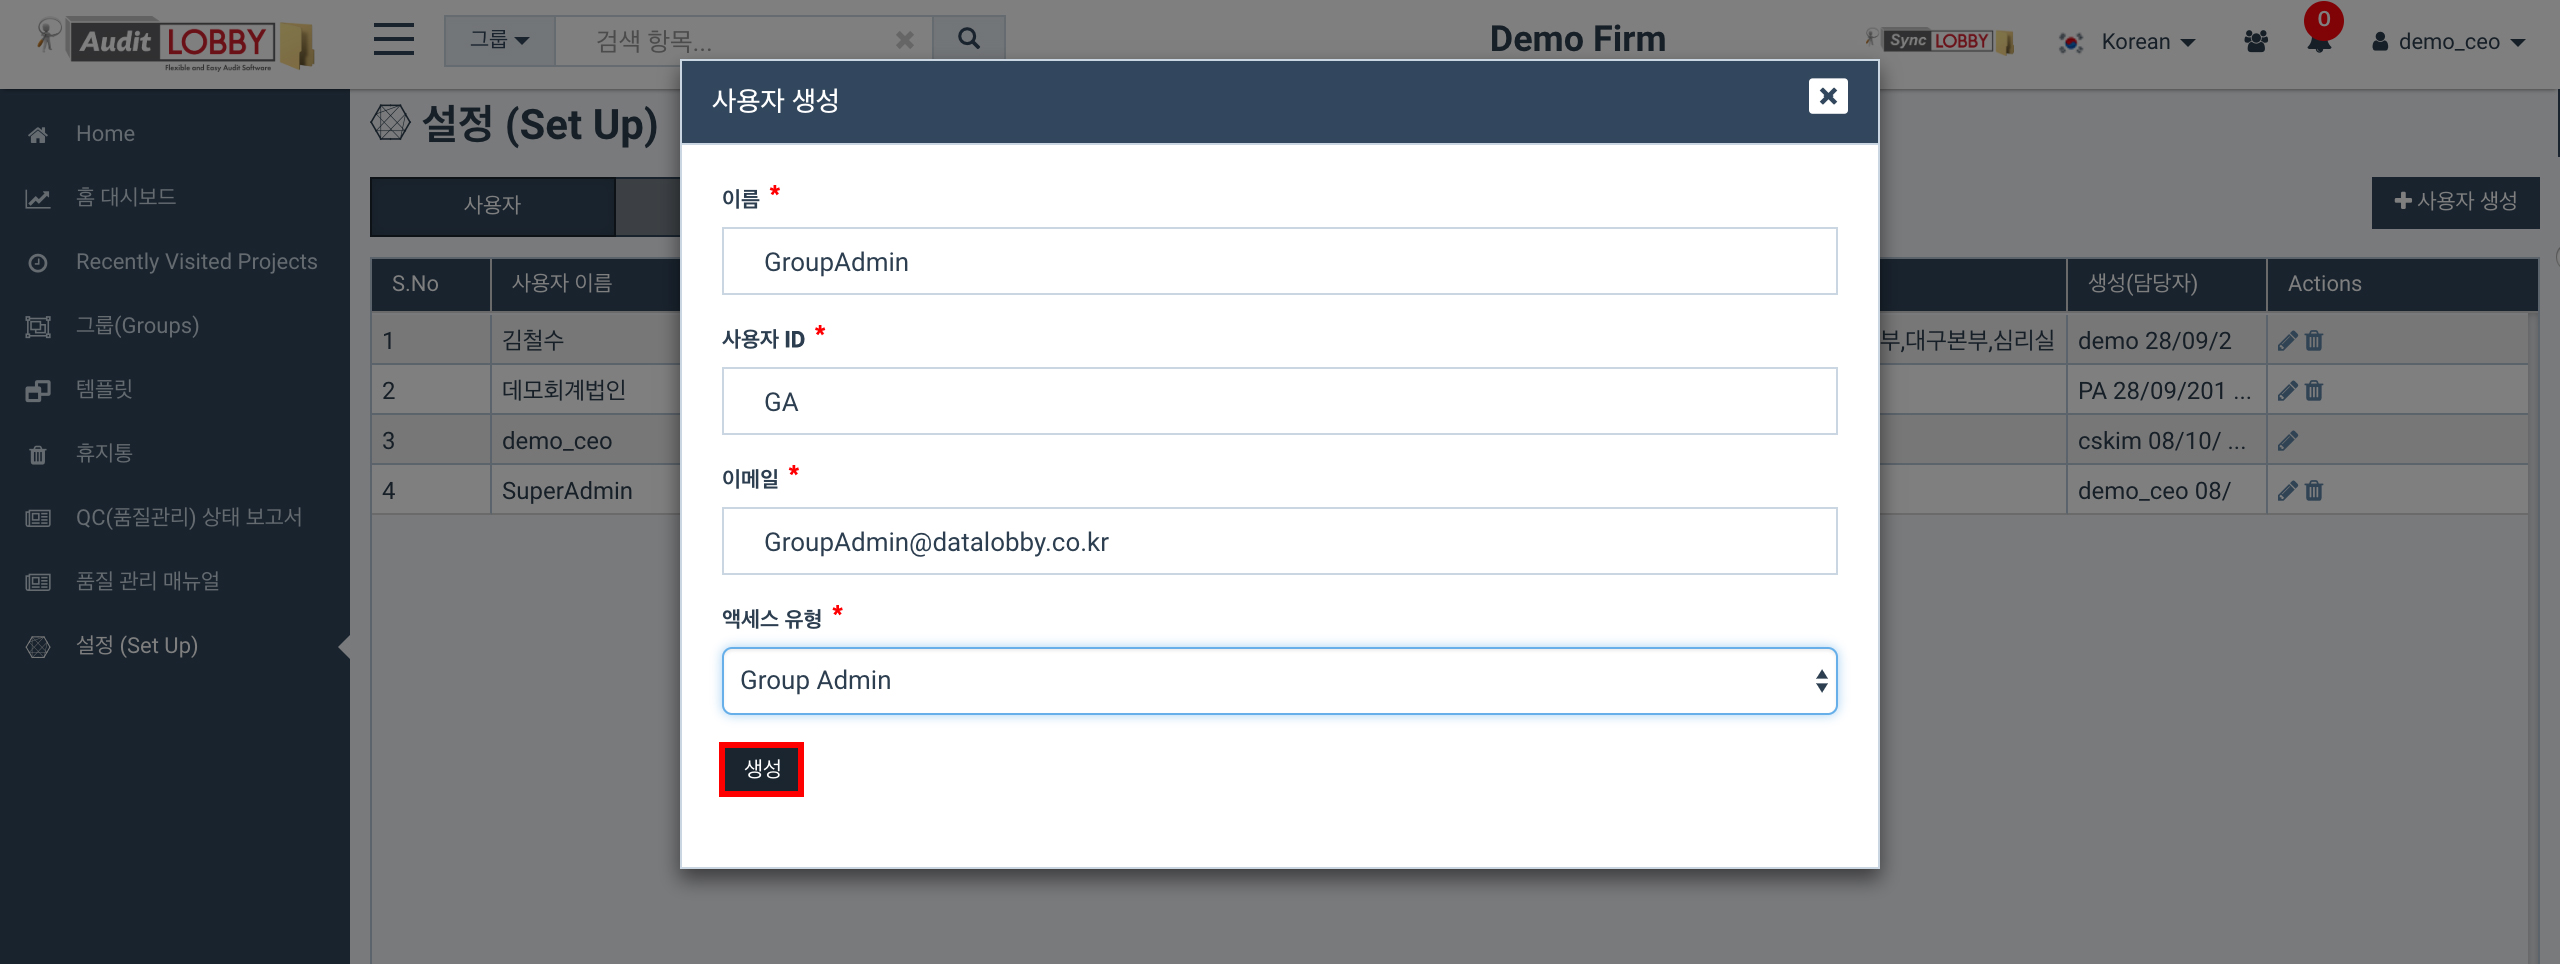 Audit LOBBY
Flexible and Easy Audit Software
그룹
검색 항목...
Demo Firm
Sync LOBBY
Korean
0
demo_ceo
Home
홈 대시보드
Recently Visited Projects
그룹(Groups)
템플릿
휴지통
QC(품질관리) 상태 보고서
품질 관리 매뉴얼
설정 (Set Up)
설정 (Set Up)
사용자
사용자 생성
S.No 사용자 이름 생성(담당자) Actions
1 김철수 부,대구본부,심리실 demo 28/09/2
2 데모회계법인 PA 28/09/201 ...
3 demo_ceo cskim 08/10/ ...
4 SuperAdmin demo_ceo 08/
사용자 생성
이름 *
GroupAdmin
사용자 ID *
GA
이메일 *
GroupAdmin@datalobby.co.kr
액세스 유형 *
Group Admin
생성